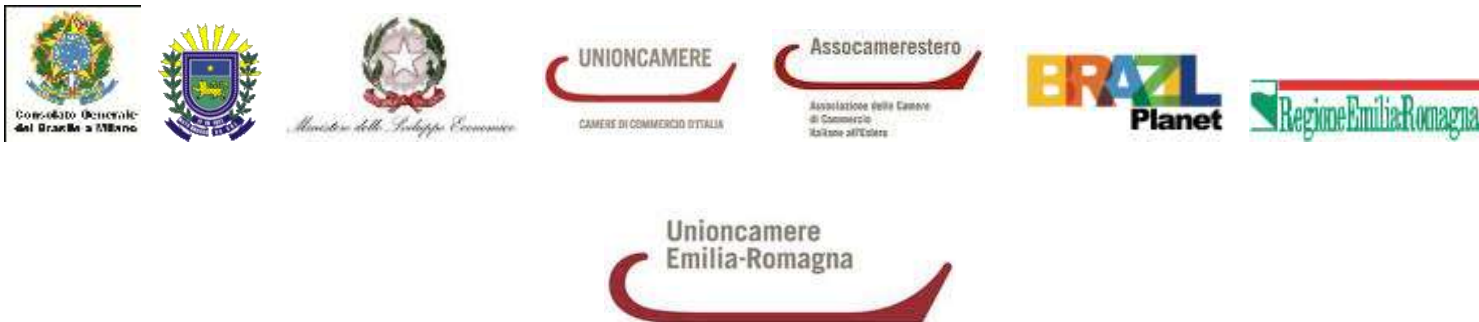 Consolato Generale
del Brasile a Milano
Ministero dello Sviluppo Economico
UNIONCAMERE
CAMERE DI COMMERCIO D'ITALIA
Assocamerestero
Associazione delle Camere
di Commercio
Italiane all'Estero
BRAZIL
Planet
RegioneEmiliaRomagna
Unioncamere
Emilia-Romagna